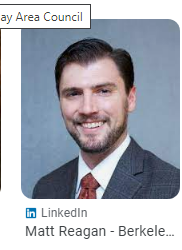 ay Area Council
LinkedIn
Matt Reagan - Berkele...